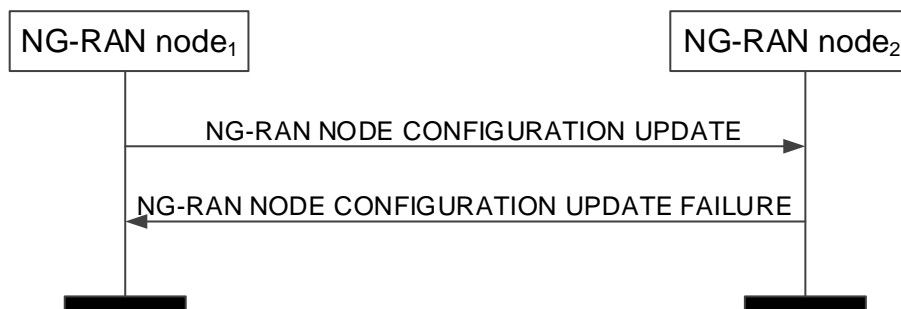 NG-RAN node₁
NG-RAN node₂
NG-RAN NODE CONFIGURATION UPDATE
NG-RAN NODE CONFIGURATION UPDATE FAILURE